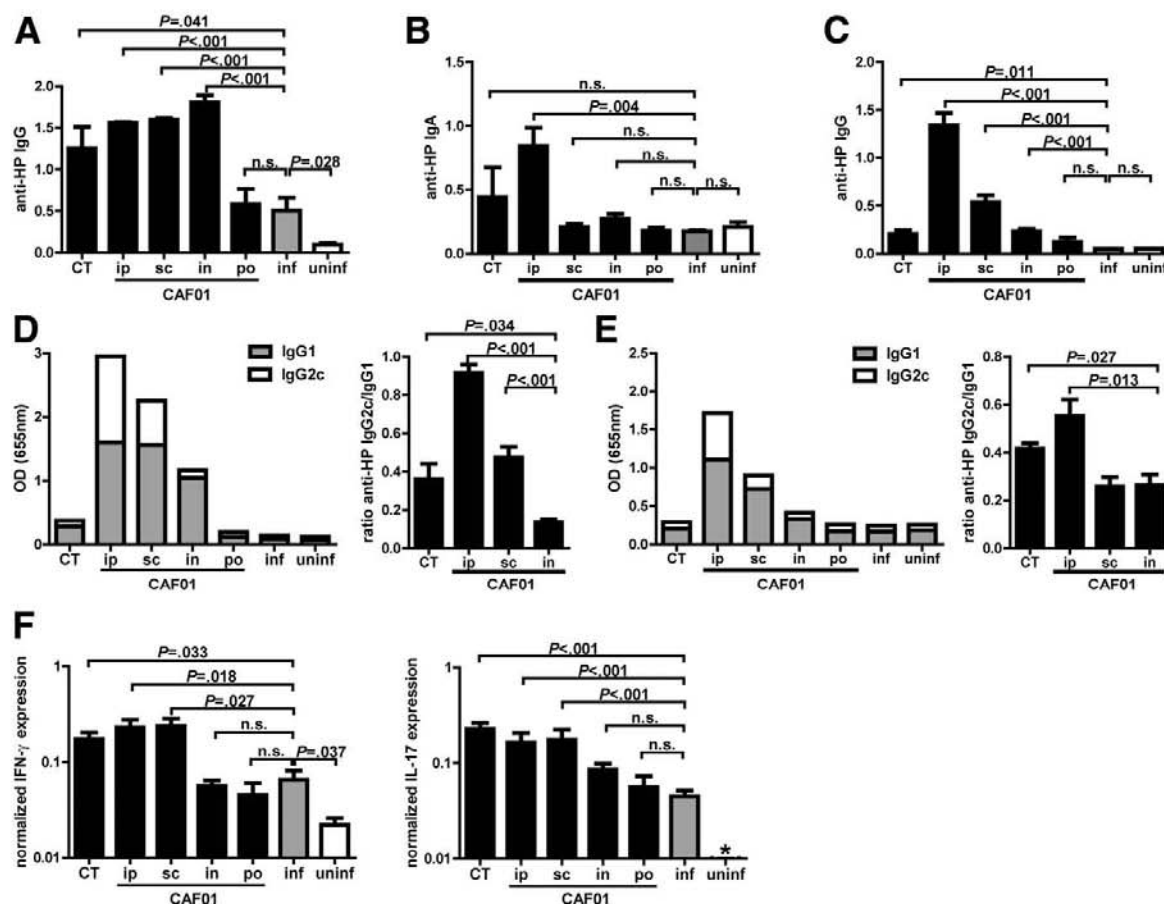 A
P=.041
P<.001
P<.001
P<.001
n.s. P=.028
anti-HP IgG
2.0
1.5
1.0
0.5
0.0
CT ip sc in po inf uninf
CAF01
B
n.s.
P=.004
n.s.
n.s.
n.s. n.s.
anti-HP IgA
1.5
1.0
0.5
0.0
CT ip sc in po inf uninf
CAF01
C
P=.011
P<.001
P<.001
P<.001
n.s. n.s.
anti-HP IgG
2.0
1.5
1.0
0.5
0.0
CT ip sc in po inf uninf
CAF01
D
IgG1
IgG2c
OD (655nm)
3
2
1
0
CT ip sc in po inf uninf
CAF01
P=.034
P<.001
P<.001
ratio anti-HP IgG2c/IgG1
1.0
0.8
0.6
0.4
0.2
0.0
CT ip sc in
CAF01
E
IgG1
IgG2c
OD (655nm)
2.0
1.5
1.0
0.5
0.0
CT ip sc in po inf uninf
CAF01
P=.027
P=.013
ratio anti-HP IgG2c/IgG1
0.8
0.6
0.4
0.2
0.0
CT ip sc in
CAF01
F
P=.033
P=.018
P=.027
n.s.
n.s. P=.037
normalized IFN-γ expression
1
0.1
0.01
CT ip sc in po inf uninf
CAF01
P<.001
P<.001
P<.001
n.s.
n.s.
*
normalized IL-17 expression
1
0.1
0.01
CT ip sc in po inf uninf
CAF01